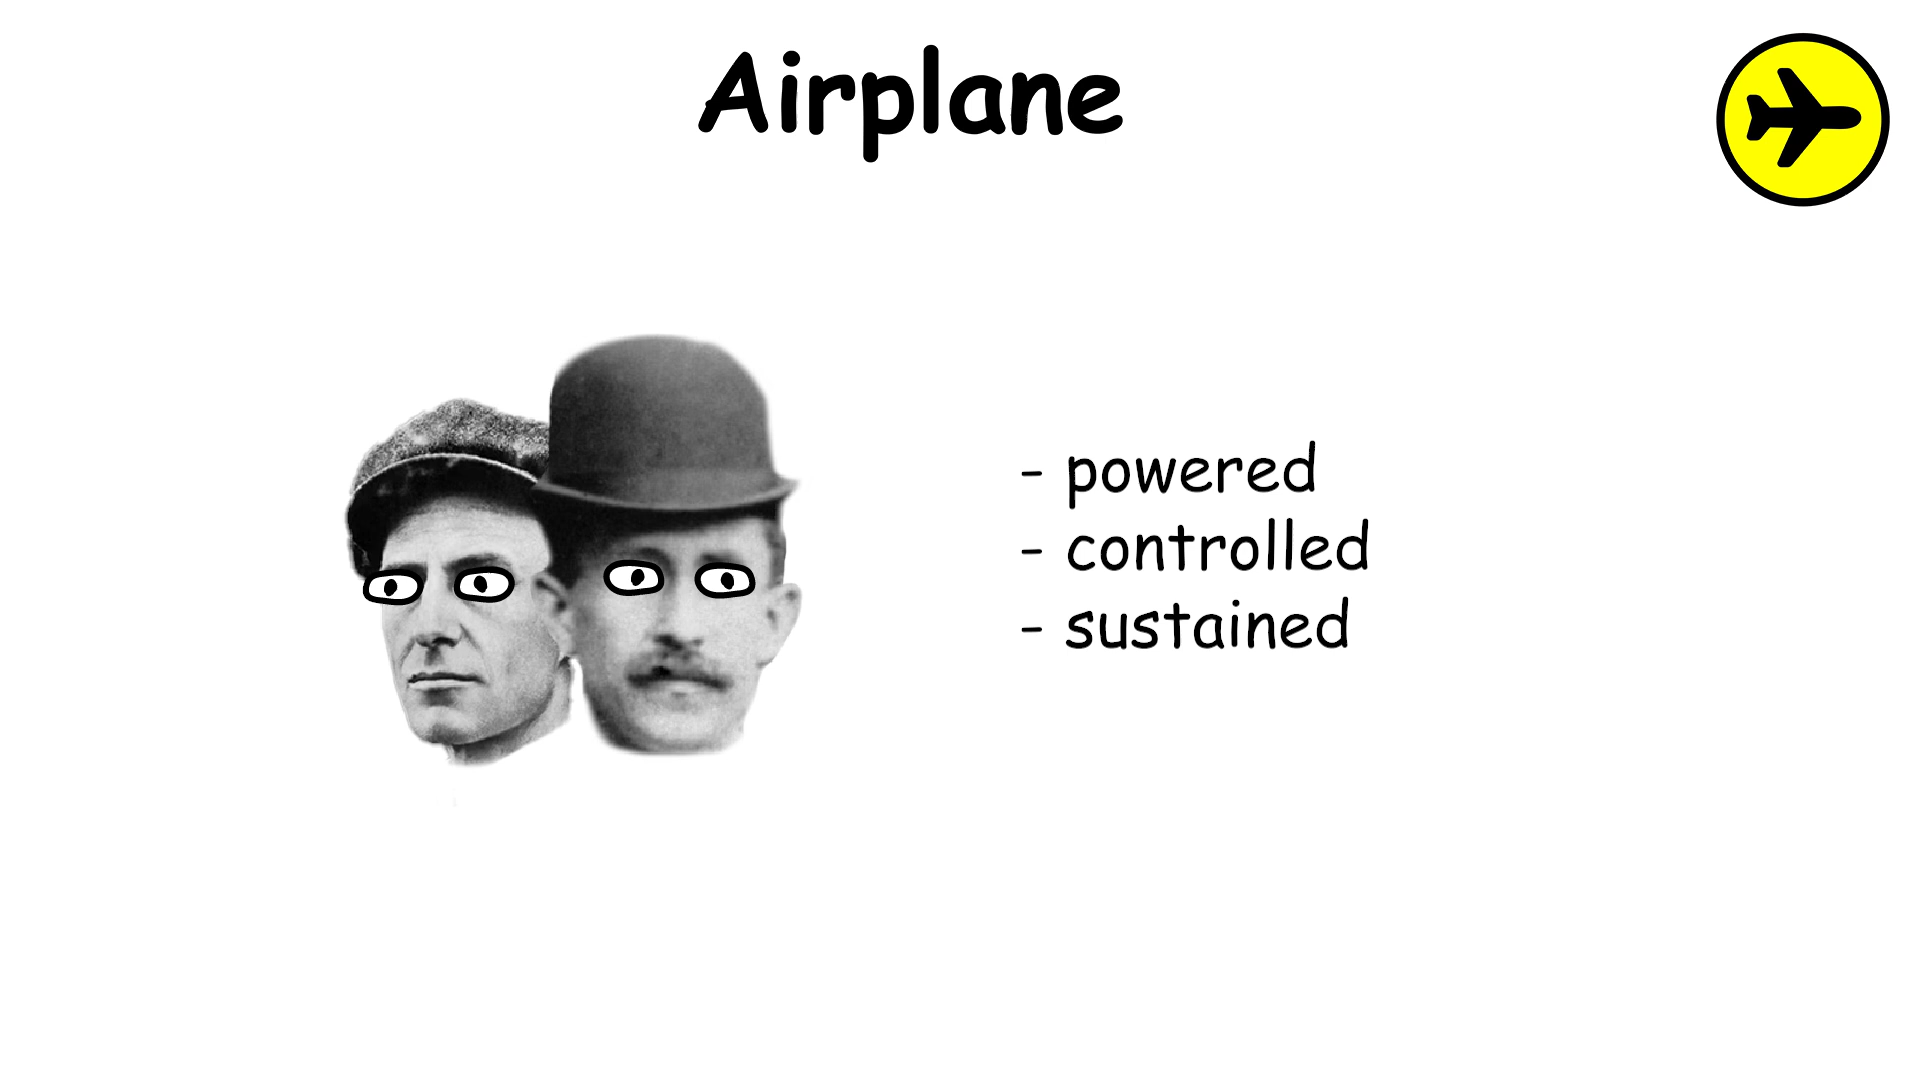 Airplane
- powered
- controlled
- sustained